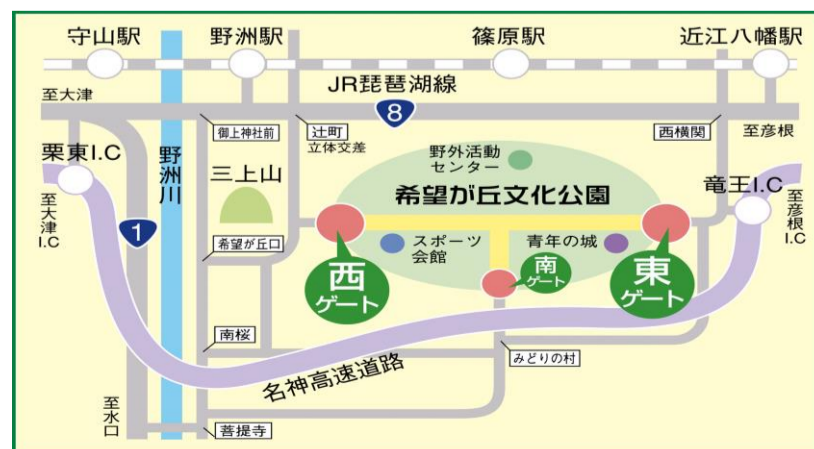 守山駅
野洲駅
篠原駅
近江八幡駅
JR琵琶湖線
至大津
8
御上神社前
辻町
立体交差
西横関
至彦根
栗東I.C
野洲川
三上山
野外活動
センター
希望が丘文化公園
竜王I.C
至大津
I.C
1
希望が丘口
スポーツ
会館
青年の城
至彦根
I.C
西
ゲート
南
ゲート
東
ゲート
南桜
みどりの村
名神高速道路
至水口
菩提寺